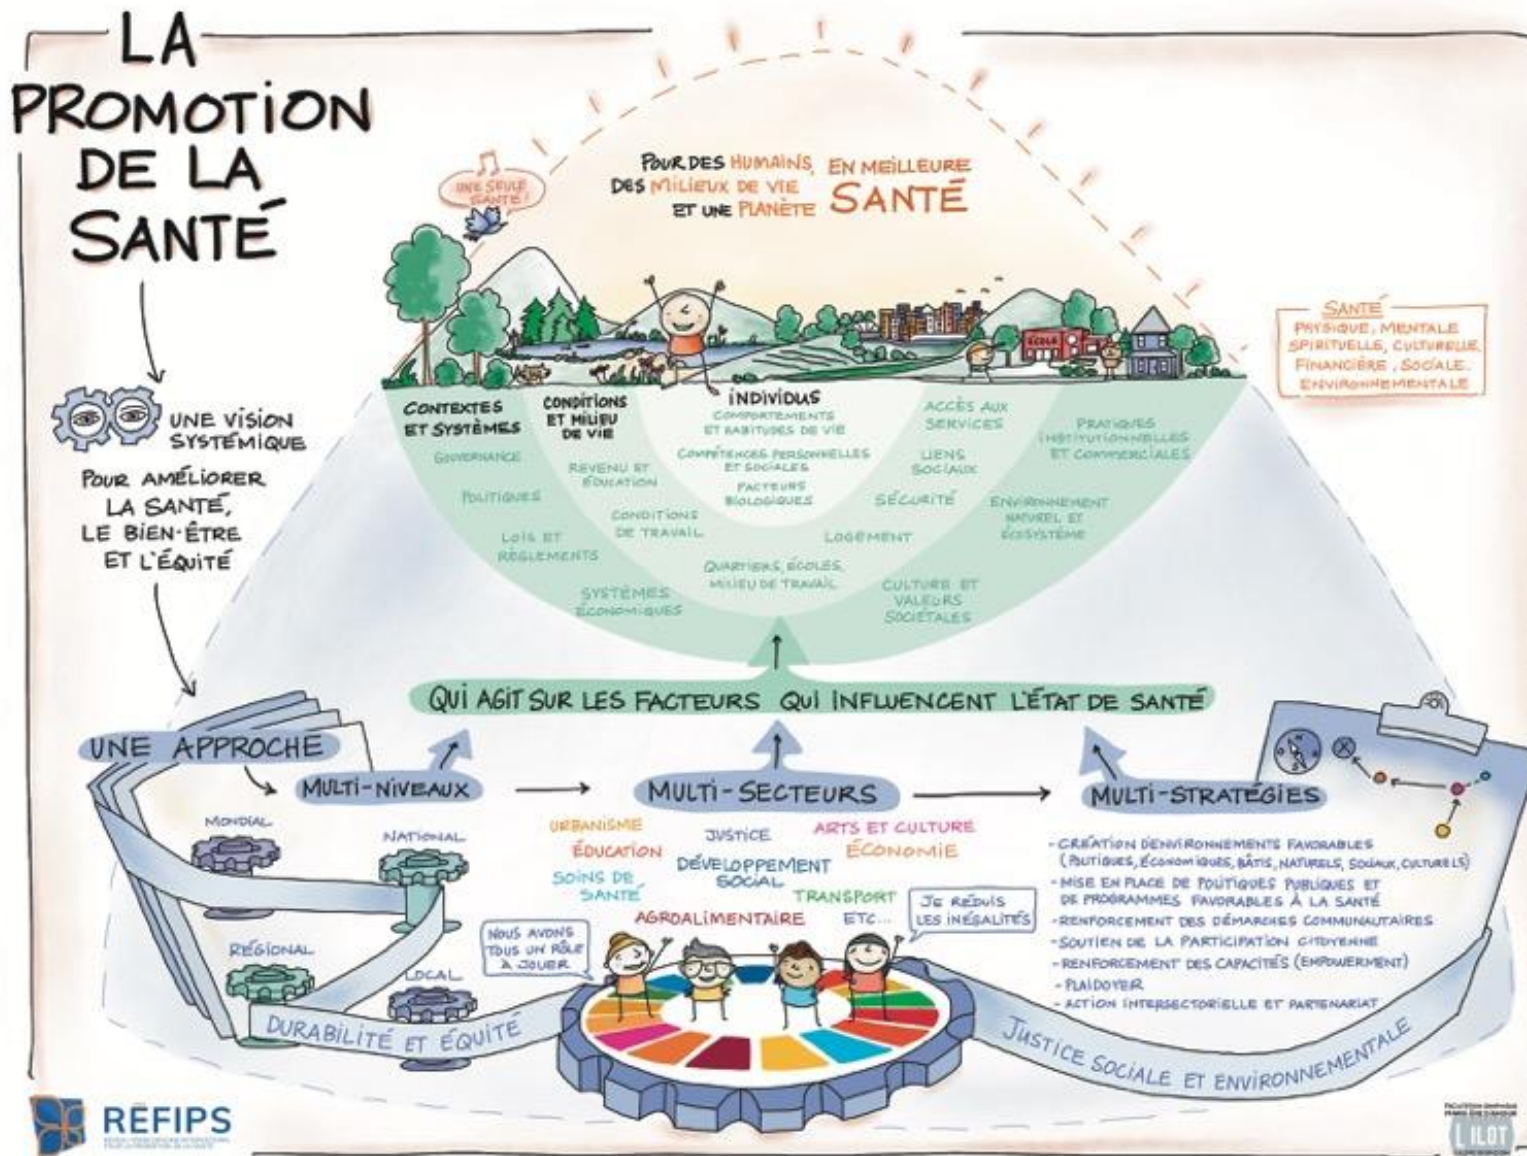 LA
PROMOTION
DE LA
SANTÉ
UNE VISION
SYSTÉMIQUE
POUR AMÉLIORER
LA SANTÉ,
LE BIEN-ÊTRE
ET L'ÉQUITÉ
UNE SEULE
SANTÉ!
POUR DES HUMAINS,
DES MILIEUX DE VIE
ET UNE PLANÈTE
EN MEILLEURE
SANTÉ
ÉCOLE
SANTÉ
PHYSIQUE, MENTALE
SPIRITUELLE, CULTURELLE,
FINANCIÈRE, SOCIALE.
ENVIRONNEMENTALE
CONTEXTES
ET SYSTÈMES
GOUVERNANCE
POLITIQUES
LOIS ET
RÈGLEMENTS
SYSTÈMES
ÉCONOMIQUES
CONDITIONS
ET MILIEU
DE VIE
REVENU ET
ÉDUCATION
CONDITIONS
DE TRAVAIL
QUARTIERS, ÉCOLES,
MILIEU DE TRAVAIL
INDIVIDUS
COMPORTEMENTS
ET HABITUDES DE VIE
COMPÉTENCES PERSONNELLES
ET SOCIALES
FACTEURS
BIOLOGIQUES
ACCÈS AUX
SERVICES
LIENS
SOCIAUX
SÉCURITÉ
LOGEMENT
PRATIQUES
INSTITUTIONNELLES
ET COMMERCIALES
ENVIRONNEMENT
NATUREL ET
ÉCOSYSTÈME
CULTURE ET
VALEURS
SOCIÉTALES
QUI AGIT SUR LES FACTEURS QUI INFLUENCENT L'ÉTAT DE SANTÉ
UNE APPROCHE
MULTI-NIVEAUX
MONDIAL
NATIONAL
RÉGIONAL
LOCAL
DURABILITÉ ET ÉQUITÉ
MULTI-SECTEURS
URBANISME
JUSTICE
ARTS ET CULTURE
ÉDUCATION
ÉCONOMIE
DÉVELOPPEMENT
SOCIAL
SOINS DE
SANTÉ
TRANSPORT
AGROALIMENTAIRE
ETC...
NOUS AVONS
TOUS UN RÔLE
À JOUER
JE RÉDUIS
LES INÉGALITÉS
MULTI-STRATÉGIES
- CRÉATION D'ENVIRONNEMENTS FAVORABLES
(POLITIQUES, ÉCONOMIQUES, BÂTIS, NATURELS, SOCIAUX, CULTURELS)
- MISE EN PLACE DE POLITIQUES PUBLIQUES ET
DE PROGRAMMES FAVORABLES À LA SANTÉ
- RENFORCEMENT DES DÉMARCHES COMMUNAUTAIRES
- SOUTIEN DE LA PARTICIPATION CITOYENNE
- RENFORCEMENT DES CAPACITÉS (EMPOWERMENT)
- PLAIDOYER
- ACTION INTERSECTORIELLE ET PARTENARIAT
JUSTICE SOCIALE ET ENVIRONNEMENTALE
REFIPS
L'ILOT